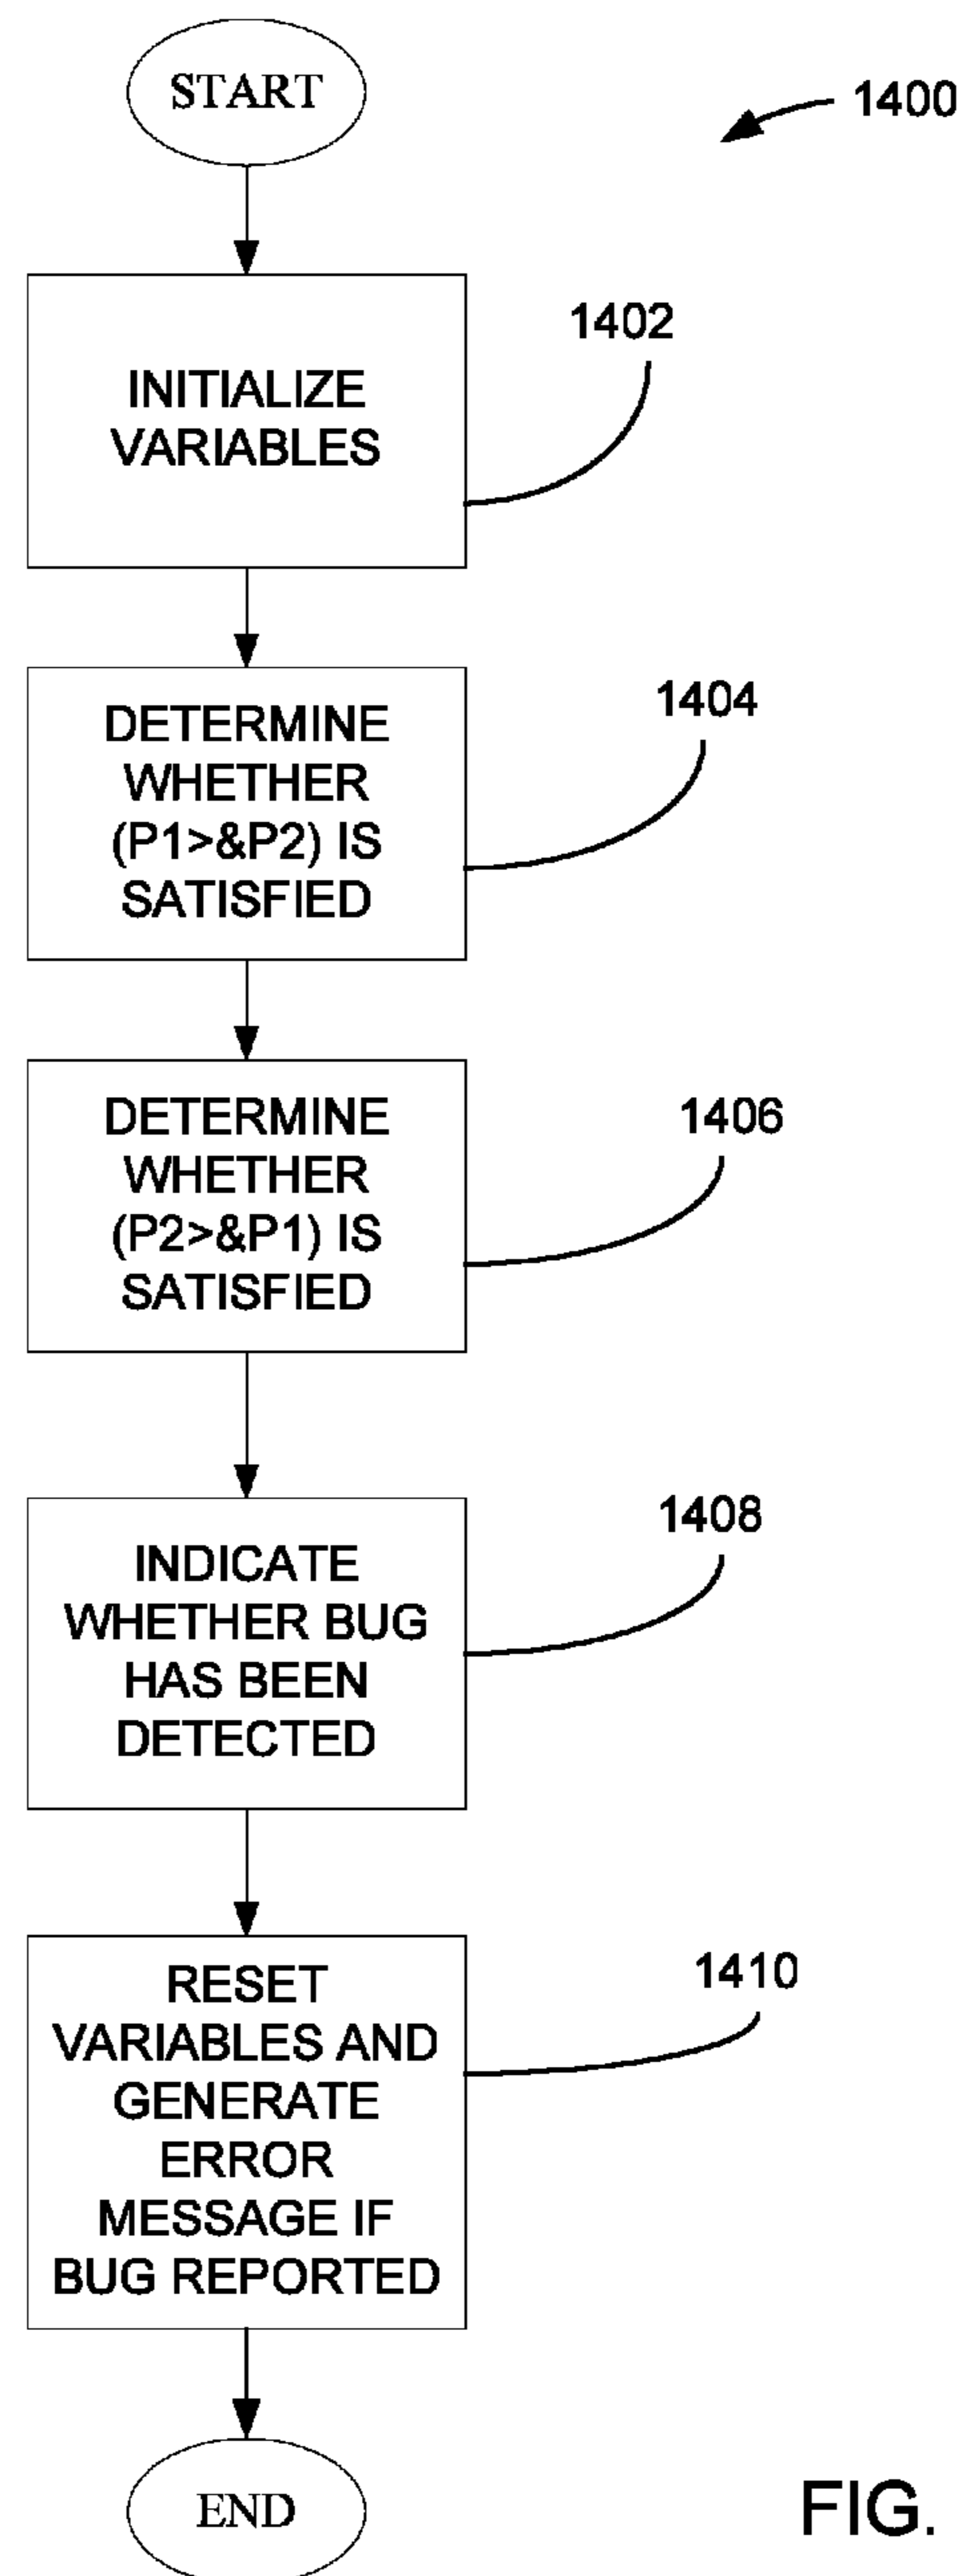 START
1400
INITIALIZE
VARIABLES
1402
DETERMINE
WHETHER
(P1>&P2) IS
SATISFIED
1404
DETERMINE
WHETHER
(P2>&P1) IS
SATISFIED
1406
INDICATE
WHETHER BUG
HAS BEEN
DETECTED
1408
RESET
VARIABLES AND
GENERATE
ERROR
MESSAGE IF
BUG REPORTED
1410
END
FIG.